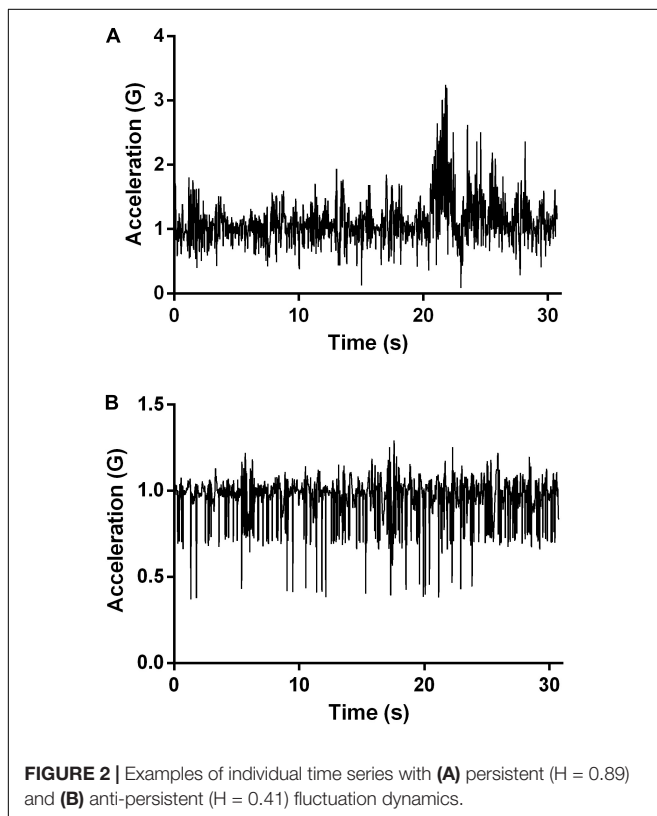 A
Acceleration (G)
4
3
2
1
0
0 10 20 30
Time (s)
B
Acceleration (G)
1.5
1.0
0.5
0.0
0 10 20 30
Time (s)
FIGURE 2 | Examples of individual time series with (A) persistent (H = 0.89)
and (B) anti-persistent (H = 0.41) fluctuation dynamics.